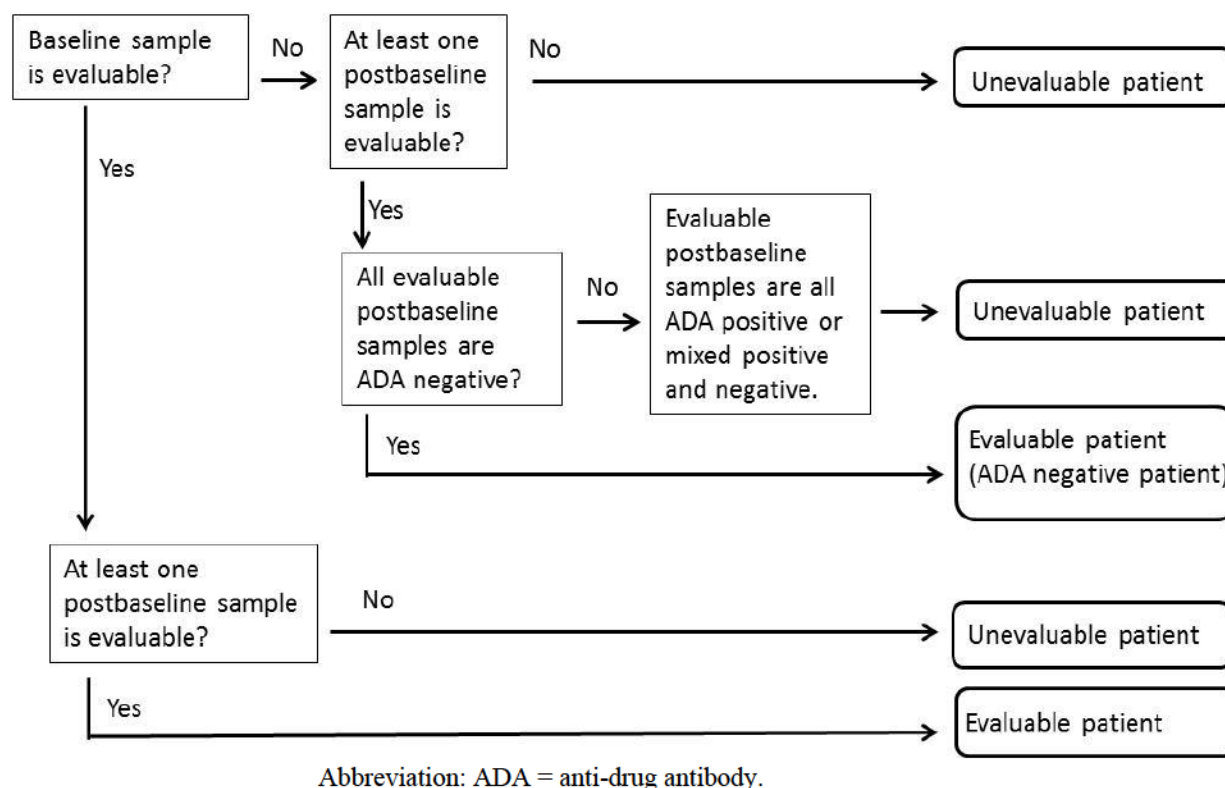 Baseline sample
is evaluable?
No
At least one
postbaseline
sample is
evaluable?
No
Unevaluable patient
Yes
Yes
All evaluable
postbaseline
samples are
ADA negative?
No
Evaluable
postbaseline
samples are all
ADA positive or
mixed positive
and negative.
Unevaluable patient
Yes
Evaluable patient
(ADA negative patient)
At least one
postbaseline sample
is evaluable?
No
Unevaluable patient
Yes
Evaluable patient
Abbreviation: ADA = anti-drug antibody.